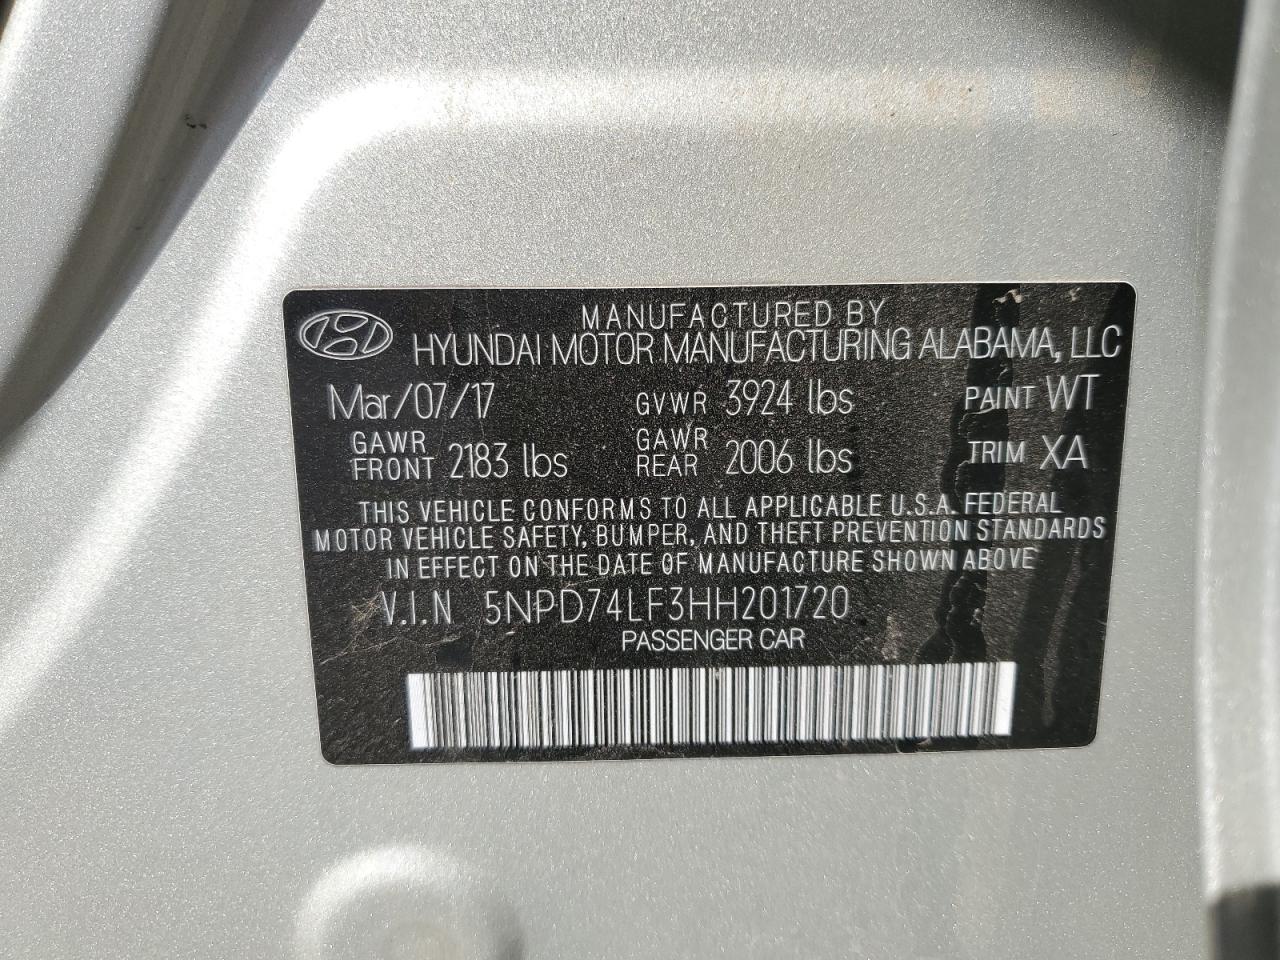 MANUFACTURED BY
HYUNDAI MOTOR MANUFACTURING ALABAMA, LLC
Mar/07/17 GVWR 3924 lbs PAINT WT
GAWR FRONT 2183 lbs GAWR REAR 2006 lbs TRIM XA
THIS VEHICLE CONFORMS TO ALL APPLICABLE U.S.A. FEDERAL
MOTOR VEHICLE SAFETY, BUMPER, AND THEFT PREVENTION STANDARDS
IN EFFECT ON THE DATE OF MANUFACTURE SHOWN ABOVE
V.I.N 5NPD74LF3HH201720
PASSENGER CAR